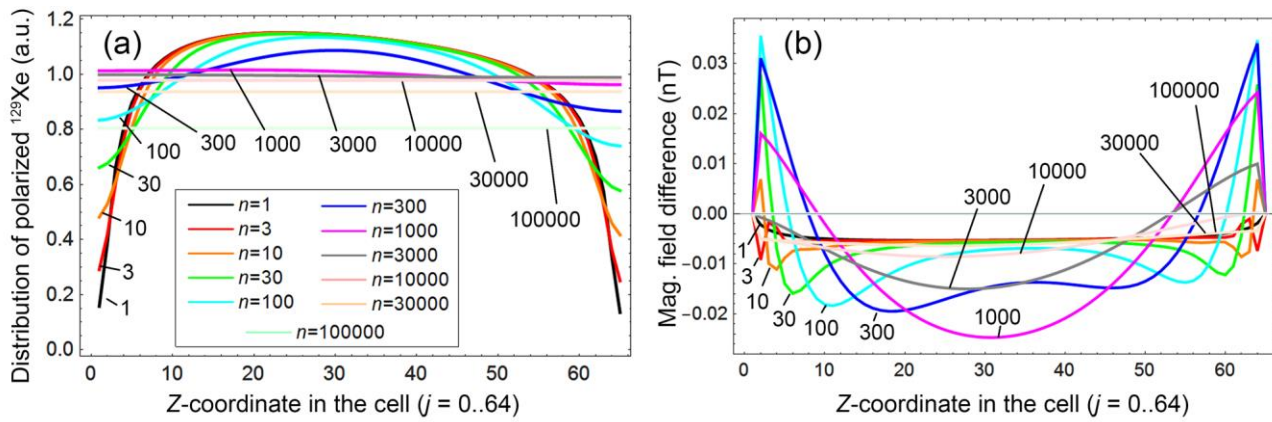 (a)
Distribution of polarized ¹²⁹Xe (a.u.)
1.2
1.0
0.8
0.6
0.4
0.2
0.0
100
300
1000
3000
10000
30000
100000
30
10
3
1
n=1
n=3
n=10
n=30
n=100
n=300
n=1000
n=3000
n=10000
n=30000
n=100000
0 10 20 30 40 50 60
Z-coordinate in the cell (j = 0..64)
(b)
Mag. field difference (nT)
0.03
0.02
0.01
0.00
-0.01
-0.02
100000
30000
10000
3000
1
3
10
30
100
300
1000
0 10 20 30 40 50 60
Z-coordinate in the cell (j = 0..64)